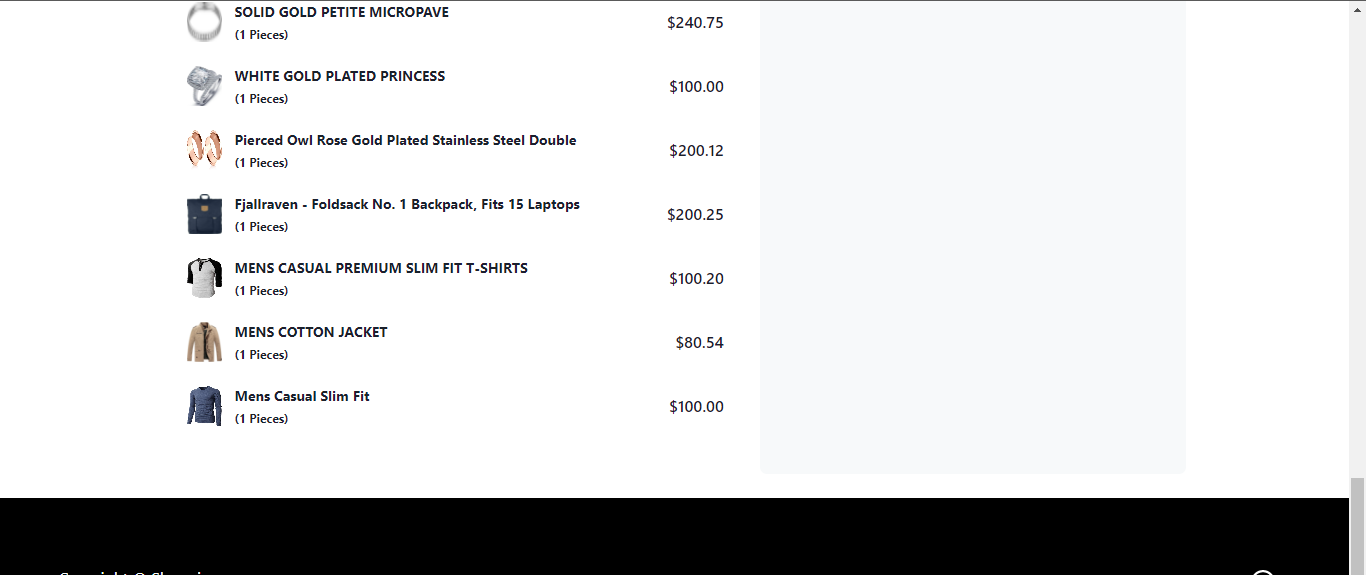 SOLID GOLD PETITE MICROPAVE
(1 Pieces)
$240.75
WHITE GOLD PLATED PRINCESS
(1 Pieces)
$100.00
Pierced Owl Rose Gold Plated Stainless Steel Double
(1 Pieces)
$200.12
Fjallraven - Foldsack No. 1 Backpack, Fits 15 Laptops
(1 Pieces)
$200.25
MENS CASUAL PREMIUM SLIM FIT T-SHIRTS
(1 Pieces)
$100.20
MENS COTTON JACKET
(1 Pieces)
$80.54
Mens Casual Slim Fit
(1 Pieces)
$100.00